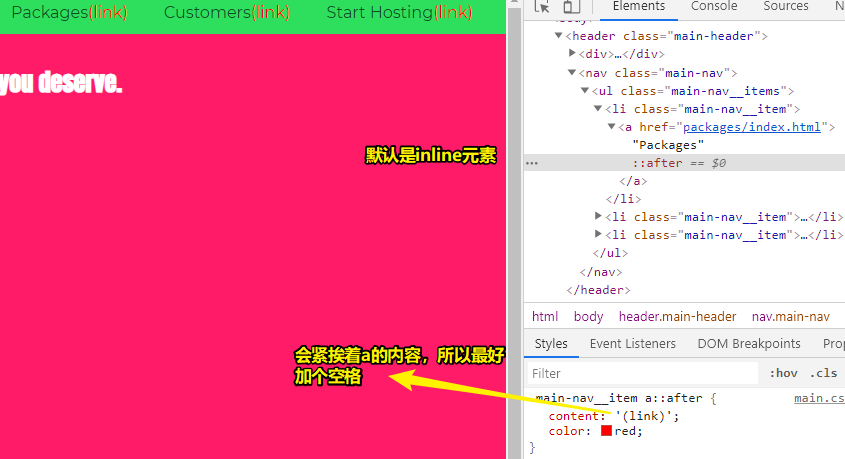 Packages(link) Customers(link) Start Hosting(link)
you deserve.
默认是inline元素
会紧挨着a的内容，所以最好
加个空格
Elements Console Sources
<header class="main-header">
<div>…</div>
<nav class="main-nav">
<ul class="main-nav__items">
<li class="main-nav__item">
<a href="packages/index.html">
"Packages"
… ::after == $0
</a>
</li>
<li class="main-nav__item">…</li>
<li class="main-nav__item">…</li>
</ul>
</nav>
</header>
html body header.main-header nav.main-nav
Styles Event Listeners DOM Breakpoints
Filter :hov .cls
.main-nav__item a::after { main.cs
content: '(link)';
color: red;
}